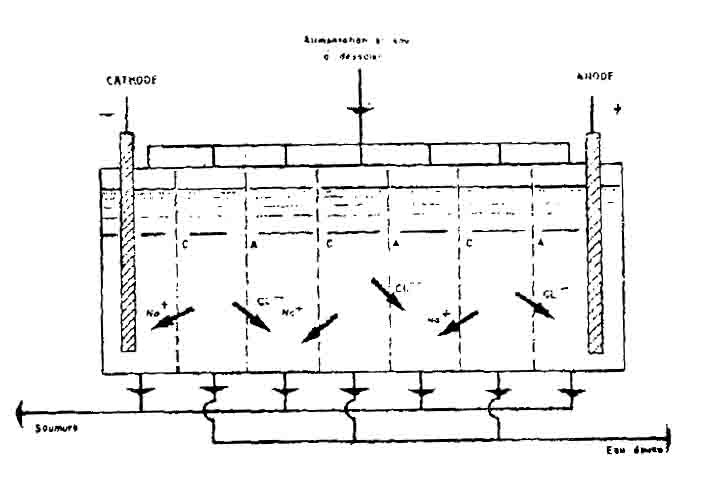 Alimentation en eau
à dessaler
CATHODE
ANODE
−
+
C
A
C
A
C
A
Na+
CL−
Na+
CL−
Na+
CL−
Saumure
Eau douce